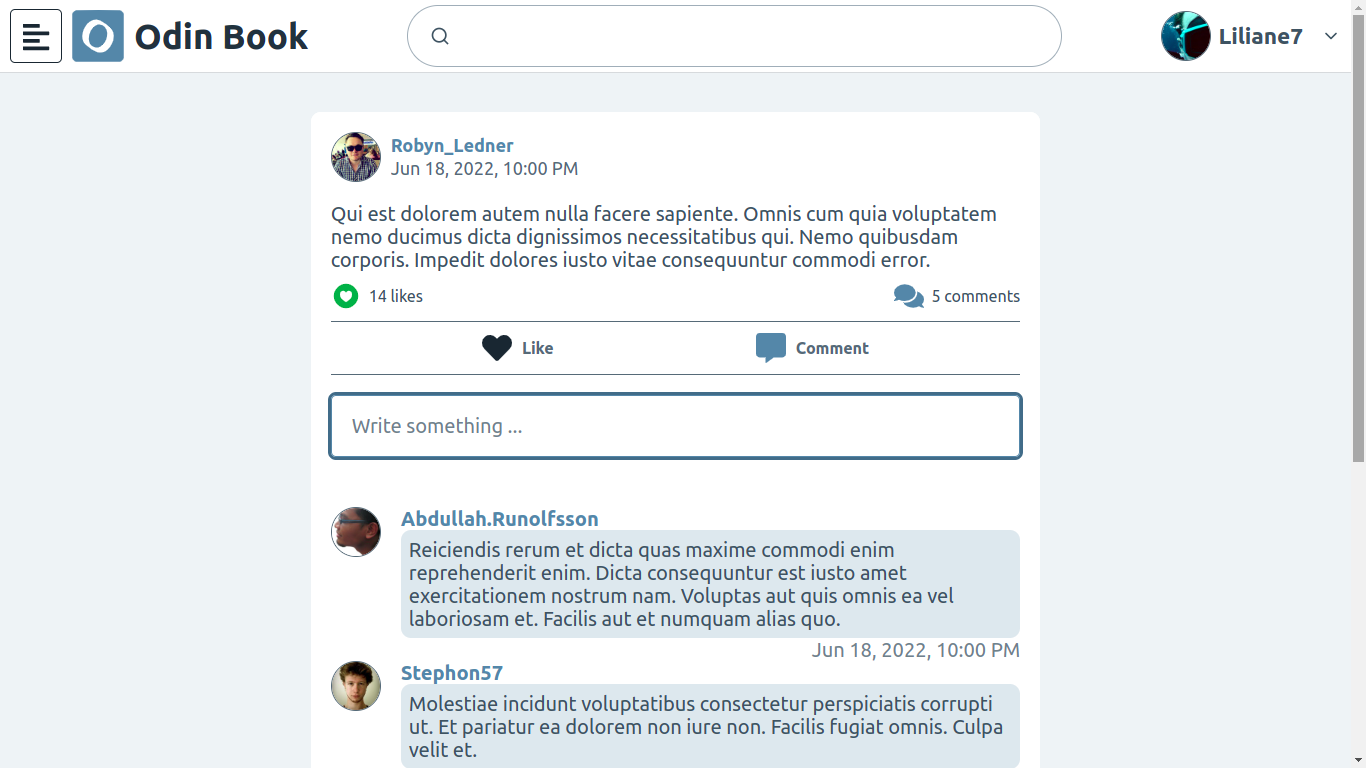 Odin Book
Liliane7
Robyn_Ledner
Jun 18, 2022, 10:00 PM
Qui est dolorem autem nulla facere sapiente. Omnis cum quia voluptatem
nemo ducimus dicta dignissimos necessitatibus qui. Nemo quibusdam
corporis. Impedit dolores iusto vitae consequuntur commodi error.
14 likes
5 comments
Like
Comment
Write something ...
Abdullah.Runolfsson
Reiciendis rerum et dicta quas maxime commodi enim
reprehenderit enim. Dicta consequuntur est iusto amet
exercitationem nostrum nam. Voluptas aut quis omnis ea vel
laboriosam et. Facilis aut et numquam alias quo.
Jun 18, 2022, 10:00 PM
Stephon57
Molestiae incidunt voluptatibus consectetur perspiciatis corrupti
ut. Et pariatur ea dolorem non iure non. Facilis fugiat omnis. Culpa
velit et.